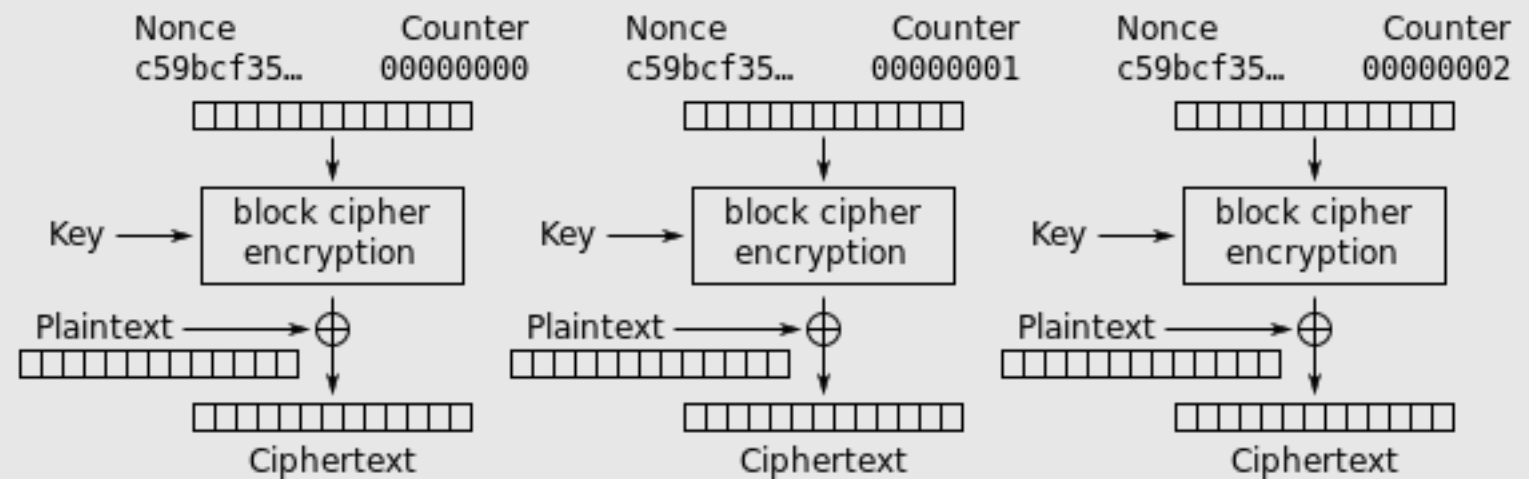 Nonce Counter Nonce Counter Nonce Counter
c59bcf35… 00000000 c59bcf35… 00000001 c59bcf35… 00000002
block cipher block cipher block cipher
Key encryption Key encryption Key encryption
Plaintext Plaintext Plaintext
Ciphertext Ciphertext Ciphertext